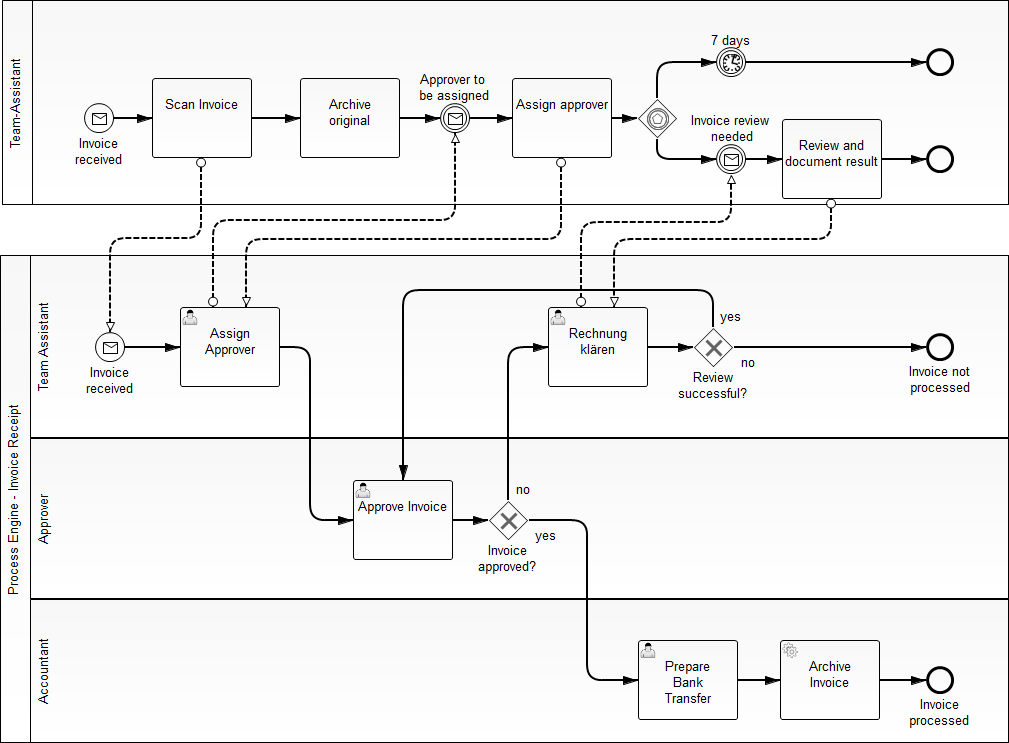 Team-Assistant
Invoice
received
Scan Invoice
Archive
original
Approver to
be assigned
Assign approver
7 days
Invoice review
needed
Review and
document result
Process Engine - Invoice Receipt
Team Assistant
Invoice
received
Assign
Approver
Rechnung
klären
yes
no
Review
successful?
Invoice not
processed
Approver
Approve Invoice
no
yes
Invoice
approved?
Accountant
Prepare
Bank
Transfer
Archive
Invoice
Invoice
processed